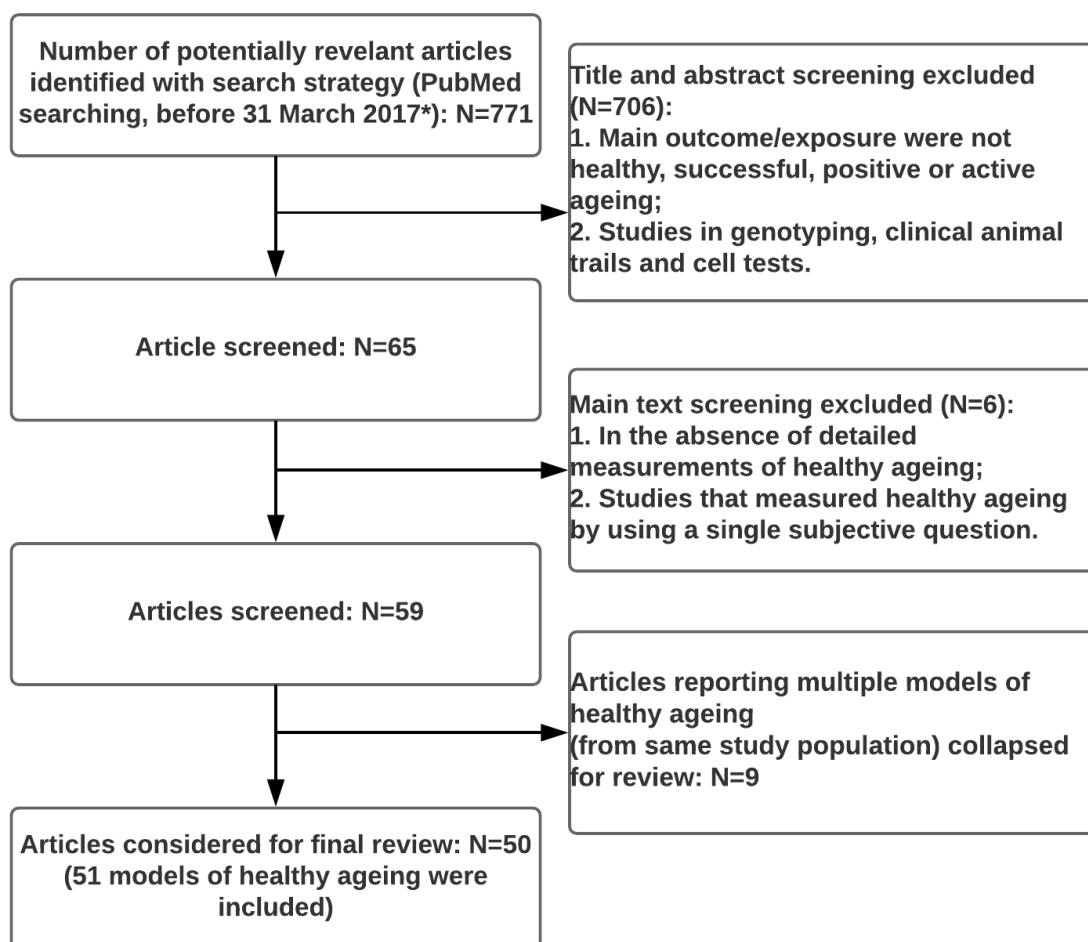 Number of potentially revelant articles
identified with search strategy (PubMed
searching, before 31 March 2017*): N=771
Title and abstract screening excluded
(N=706):
1. Main outcome/exposure were not
healthy, successful, positive or active
ageing;
2. Studies in genotyping, clinical animal
trails and cell tests.
Article screened: N=65
Main text screening excluded (N=6):
1. In the absence of detailed
measurements of healthy ageing;
2. Studies that measured healthy ageing
by using a single subjective question.
Articles screened: N=59
Articles reporting multiple models of
healthy ageing
(from same study population) collapsed
for review: N=9
Articles considered for final review: N=50
(51 models of healthy ageing were
included)